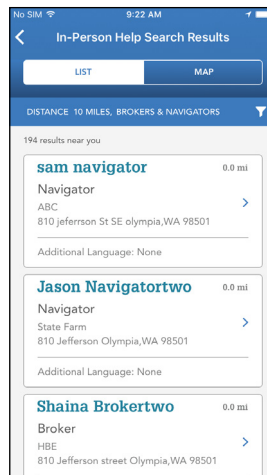 No SIM 9:22 AM
In-Person Help Search Results
LIST MAP
DISTANCE 10 MILES, BROKERS & NAVIGATORS
194 results near you
sam navigator 0.0 mi
Navigator
ABC
810 jeferrson St SE olympia,WA 98501
Additional Language: None
Jason Navigatortwo 0.0 mi
Navigator
State Farm
810 Jefferson Olympia,WA 98501
Additional Language: None
Shaina Brokertwo 0.0 mi
Broker
HBE
810 Jefferson street Olympia,WA 98501